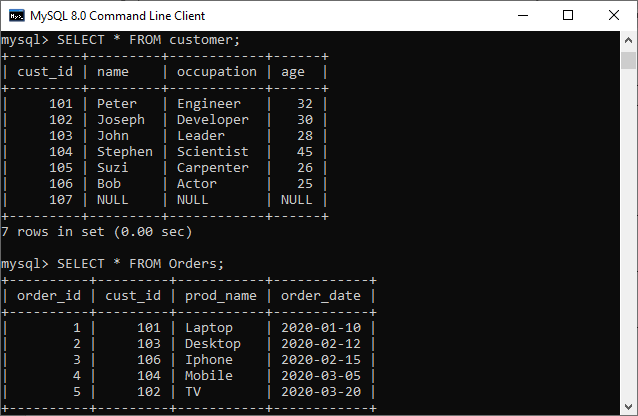 MySQL 8.0 Command Line Client
mysql> SELECT * FROM customer;
+---------+---------+------------+------+
| cust_id | name    | occupation | age  |
+---------+---------+------------+------+
|     101 | Peter   | Engineer   |   32 |
|     102 | Joseph  | Developer  |   30 |
|     103 | John    | Leader     |   28 |
|     104 | Stephen | Scientist  |   45 |
|     105 | Suzi    | Carpenter  |   26 |
|     106 | Bob     | Actor      |   25 |
|     107 | NULL    | NULL       | NULL |
+---------+---------+------------+------+
7 rows in set (0.00 sec)
mysql> SELECT * FROM Orders;
+----------+---------+-----------+------------+
| order_id | cust_id | prod_name | order_date |
+----------+---------+-----------+------------+
|        1 |     101 | Laptop    | 2020-01-10 |
|        2 |     103 | Desktop   | 2020-02-12 |
|        3 |     106 | Iphone    | 2020-02-15 |
|        4 |     104 | Mobile    | 2020-03-05 |
|        5 |     102 | TV        | 2020-03-20 |
+----------+---------+-----------+------------+